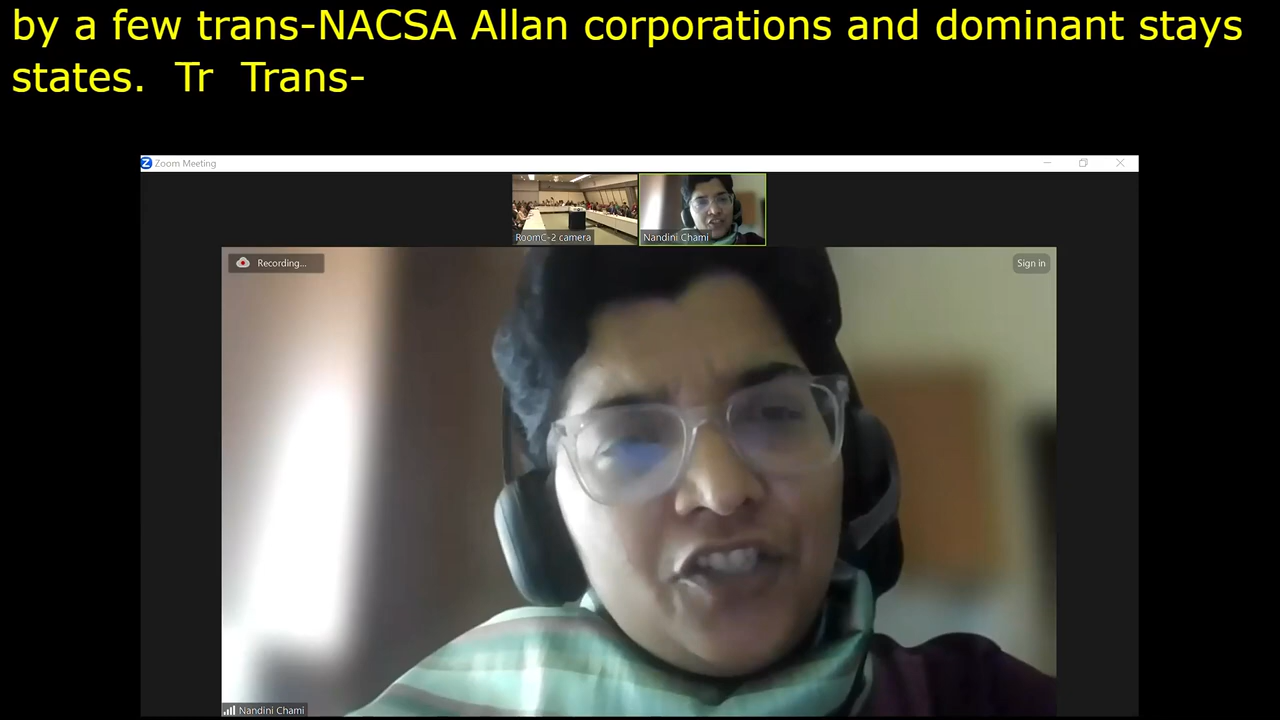 by a few trans-NACSA Allan corporations and dominant stays
states.  Tr  Trans-
Zoom Meeting
RoomC-2 camera
Nandini Chami
Recording...
Sign in
Nandini Chami